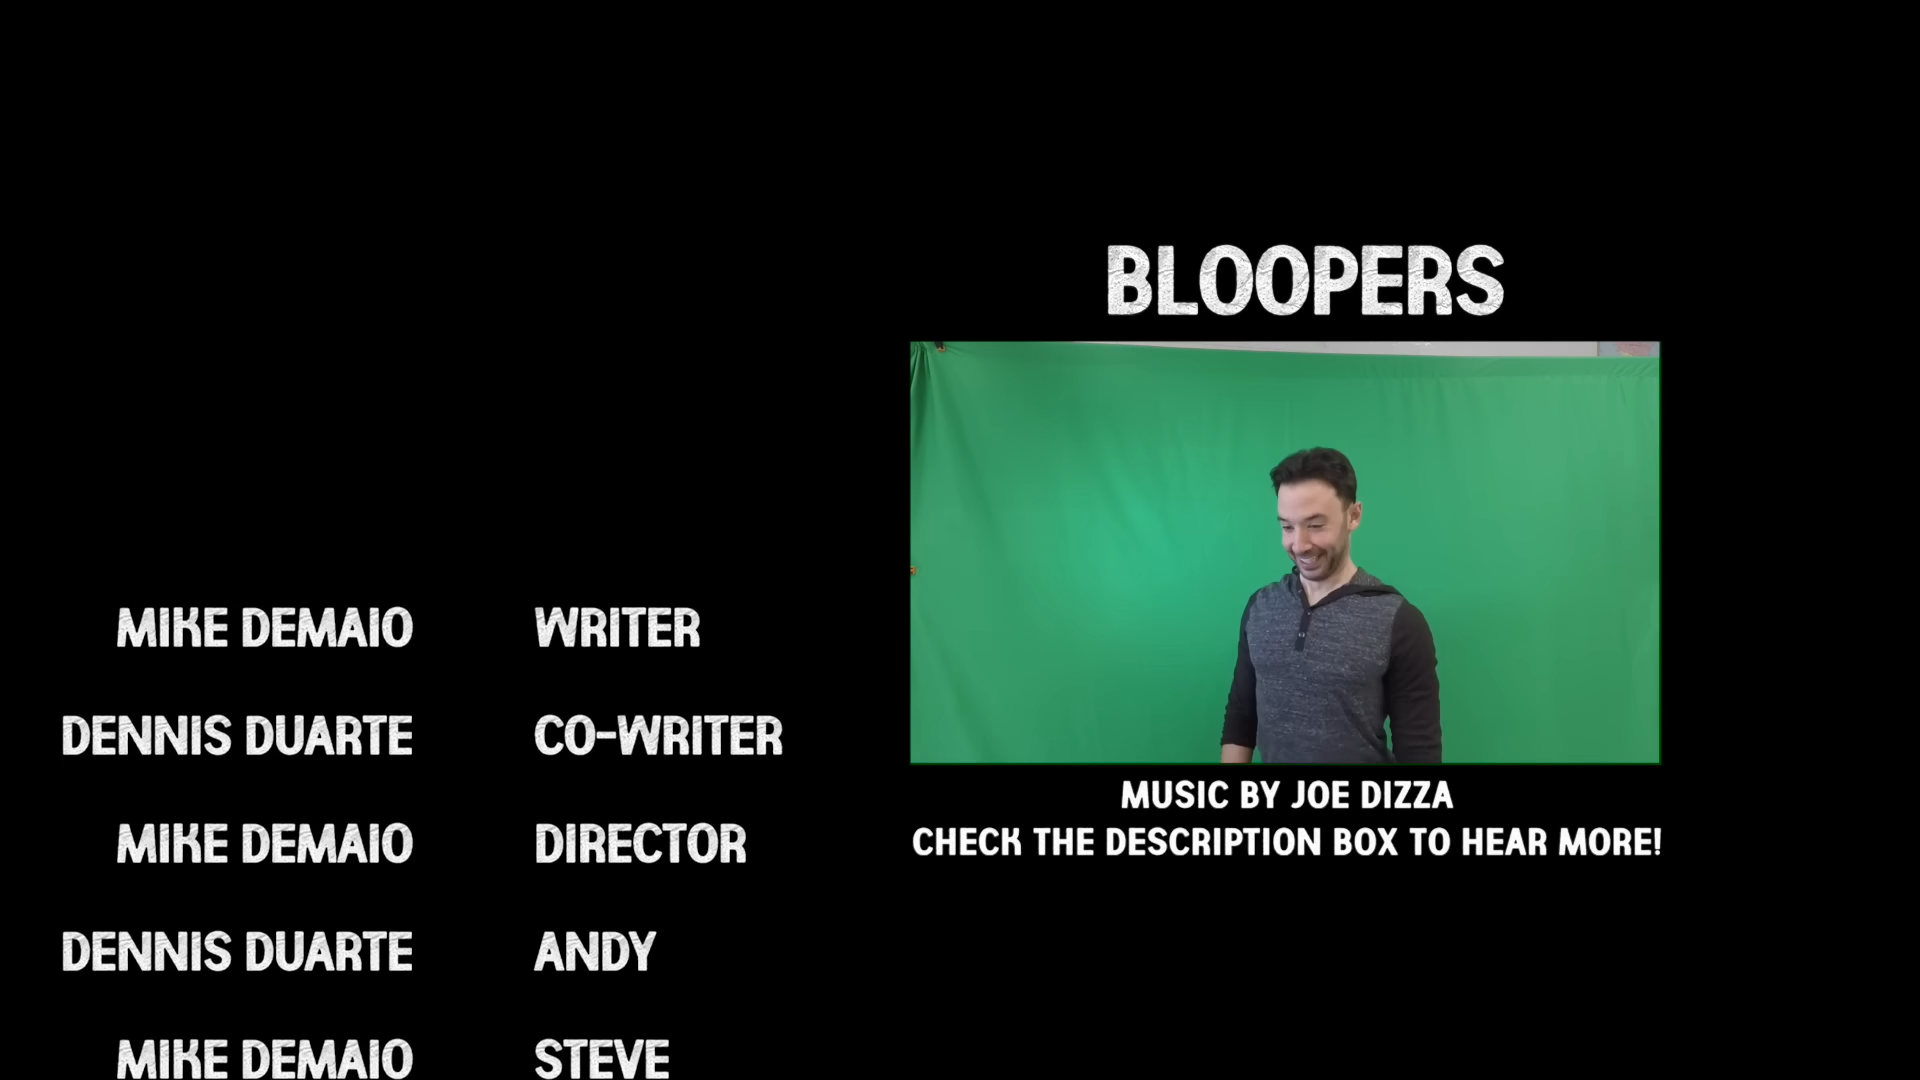 BLOOPERS
MIKE DEMAIO WRITER
DENNIS DUARTE CO-WRITER
MIKE DEMAIO DIRECTOR
DENNIS DUARTE ANDY
MIKE DEMAIO STEVE
MUSIC BY JOE DIZZA
CHECK THE DESCRIPTION BOX TO HEAR MORE!